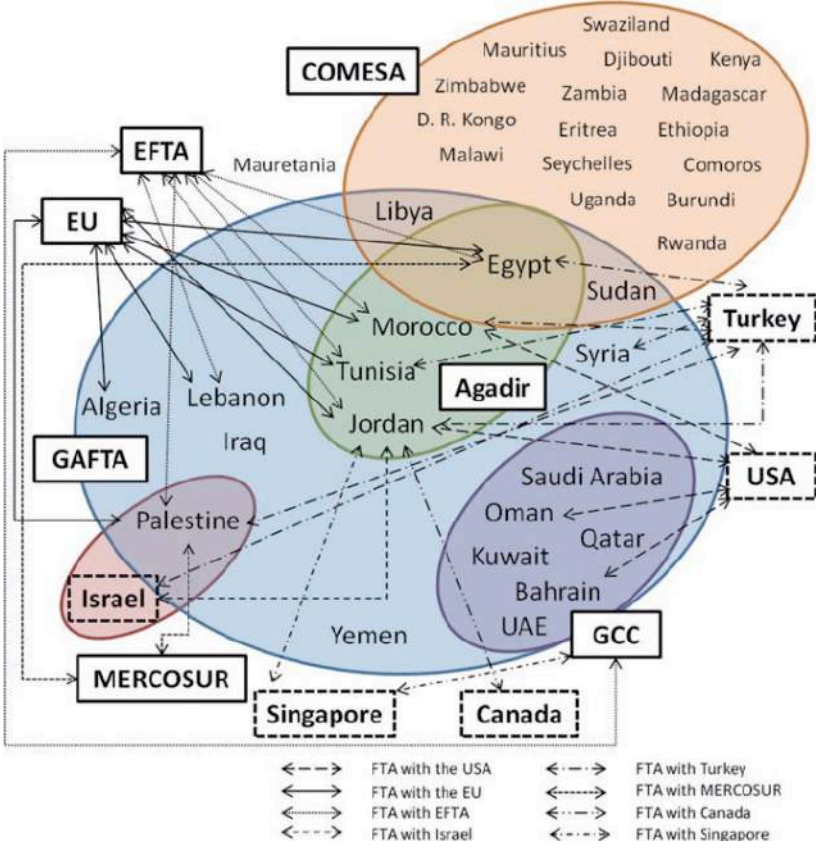 Swaziland
COMESA
Mauritius
Djibouti
Kenya
Zimbabwe
Zambia
Madagascar
D. R. Kongo
Eritrea
Ethiopia
EFTA
Mauretania
Malawi
Seychelles
Comoros
Uganda
Burundi
EU
Libya
Rwanda
Egypt
Sudan
Turkey
Morocco
Syria
Tunisia
Agadir
Algeria
Lebanon
Jordan
Iraq
GAFTA
USA
Saudi Arabia
Palestine
Oman
Qatar
Kuwait
Israel
Bahrain
Yemen
UAE
GCC
MERCOSUR
Singapore
Canada
FTA with the USA
FTA with Turkey
FTA with the EU
FTA with MERCOSUR
FTA with EFTA
FTA with Canada
FTA with Israel
FTA with Singapore